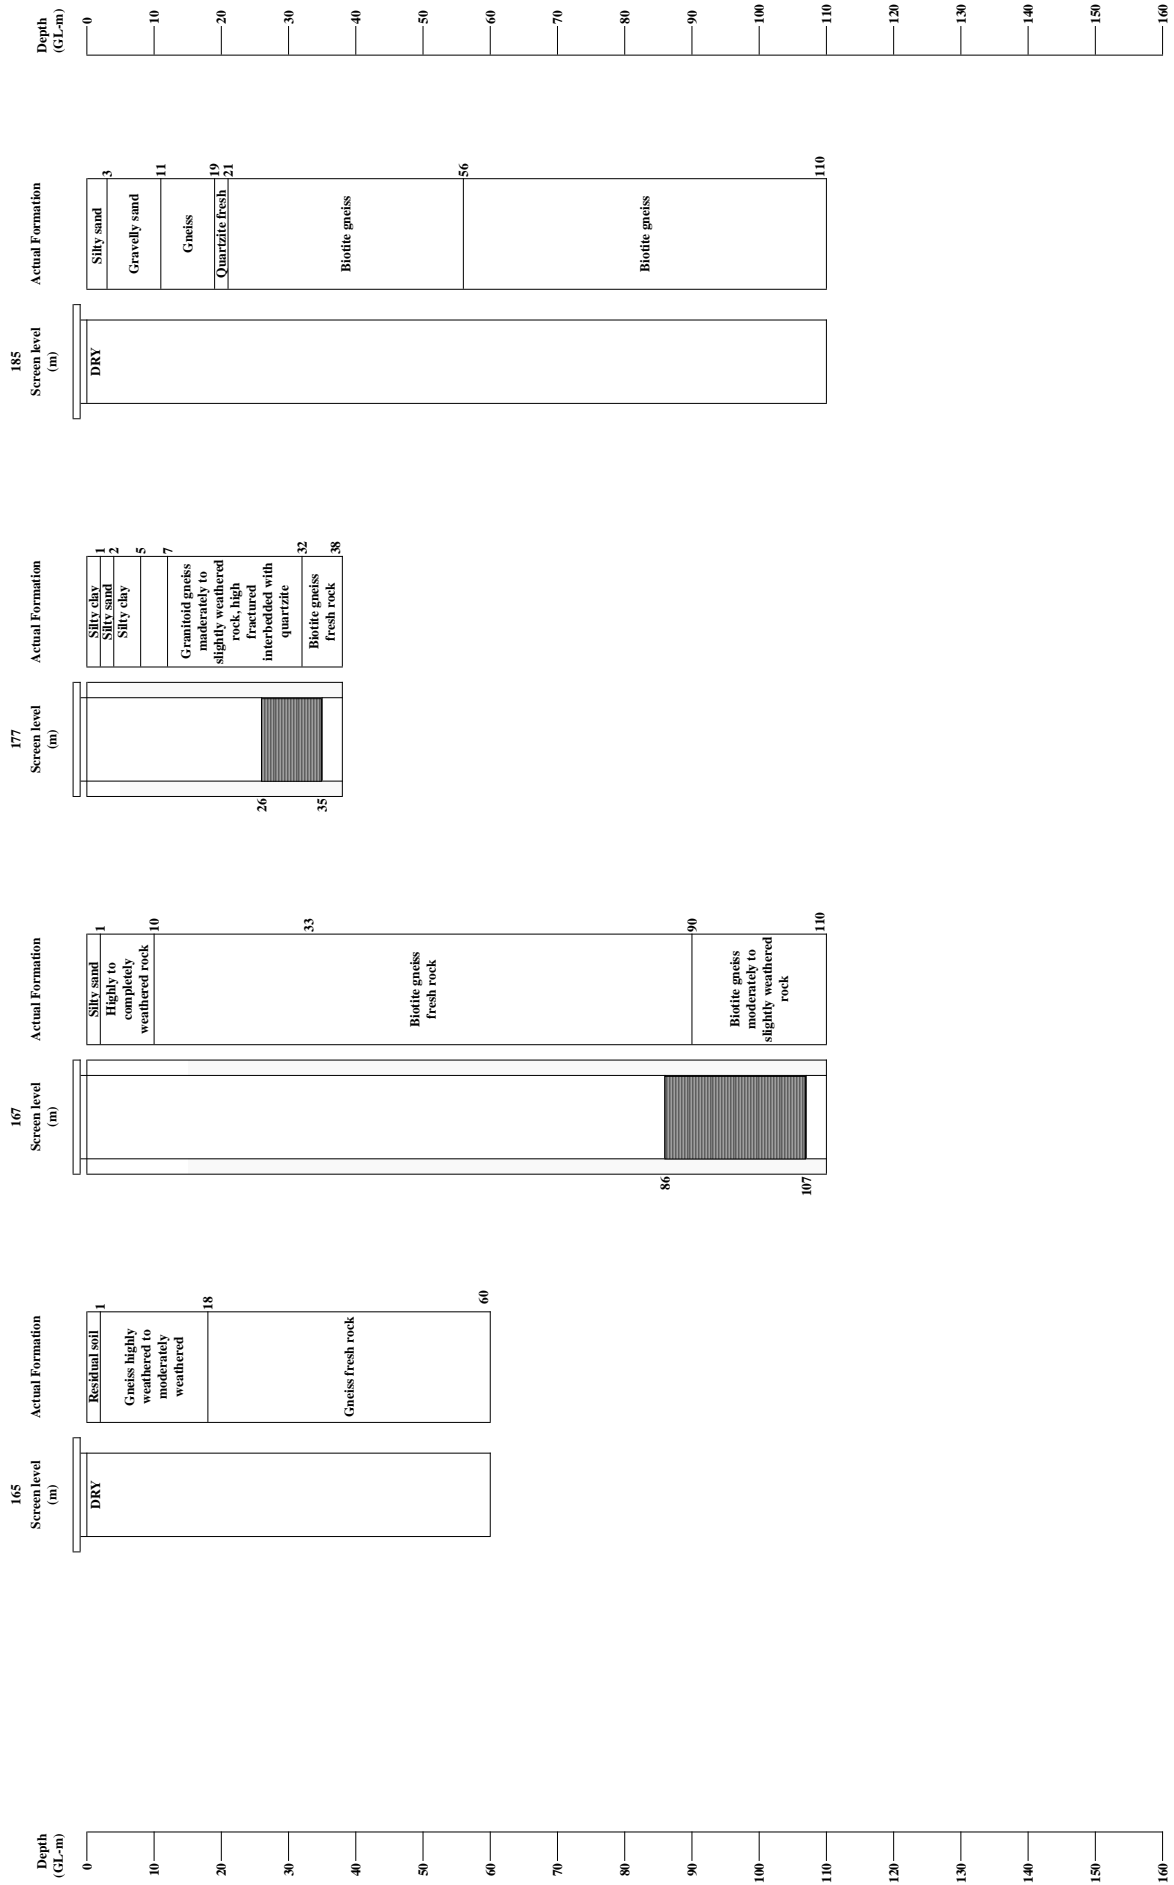 Depth
(GL-m)
0
10
20
30
40
50
60
70
80
90
100
110
120
130
140
150
160
165
Screen level
(m)
DRY
Actual Formation
Residual soil
1
Gneiss highly
weathered to
moderately
weathered
18
Gneiss fresh rock
60
167
Screen level
(m)
86
107
Actual Formation
Silty sand
1
Highly to
completely
weathered rock
10
33
Biotite gneiss
fresh rock
90
Biotite gneiss
moderately to
slightly weathered
rock
110
177
Screen level
(m)
26
35
Actual Formation
Silty clay
1
Silty sand
2
Silty clay
5
7
Granitoid gneiss
maderately to
slightly weathered
rock, high
fractured
interbedded with
quartzite
32
Biotite gneiss
fresh rock
38
185
Screen level
(m)
DRY
Actual Formation
Silty sand
3
Gravelly sand
11
Gneiss
19
Quartzite fresh
21
Biotite gneiss
56
Biotite gneiss
110
Depth
(GL-m)
0
10
20
30
40
50
60
70
80
90
100
110
120
130
140
150
160